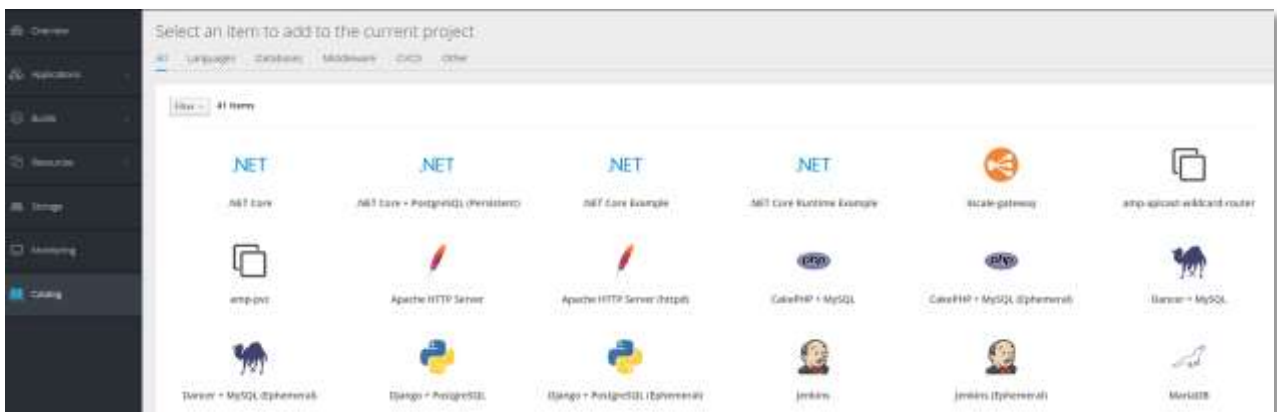 Overview
Applications
Builds
Resources
Storage
Monitoring
Catalog
Select an item to add to the current project
All Languages Databases Middleware CI/CD Other
Filter 41 Items
.NET .NET .NET .NET
.NET Core .NET Core + PostgreSQL (Persistent) .NET Core Example .NET Core Runtime Example 3scale-gateway amp-apicast-wildcard-router
php php
amp-pvc Apache HTTP Server Apache HTTP Server (httpd) CakePHP + MySQL CakePHP + MySQL (Ephemeral) Dancer + MySQL
Dancer + MySQL (Ephemeral) Django + PostgreSQL Django + PostgreSQL (Ephemeral) Jenkins Jenkins (Ephemeral) MariaDB